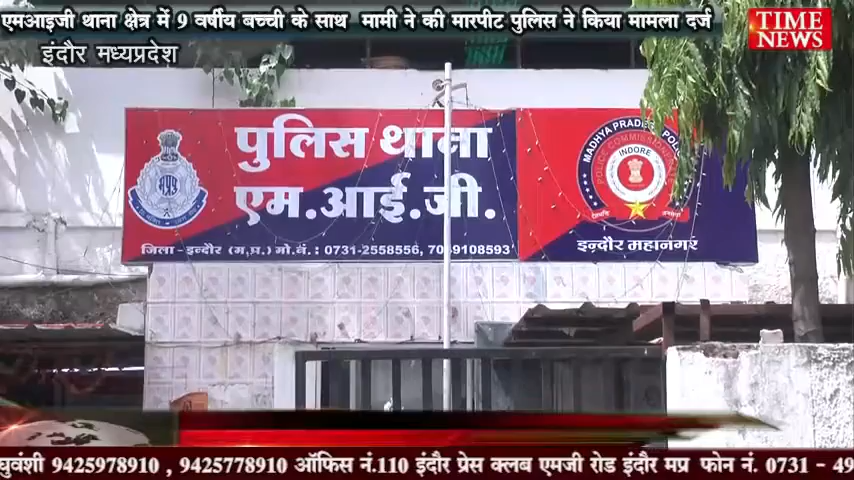 एमआइजी थाना क्षेत्र में 9 वर्षीय बच्ची के साथ मामी ने की मारपीट पुलिस ने किया मामला दर्ज
TIME NEWS
इंदौर मध्यप्रदेश
पुलिस थाना
एम.आई.जी.
जिला-इन्दौर (म.प्र.) मो.नं. : 0731-2558556,
MADHYA PRADESH
POLICE COMMISSIONER
INDORE
इन्दौर महानगर
घुवंशी 9425978910 , 9425778910 ऑफिस नं.110 इंदौर प्रेस क्लब एमजी रोड इंदौर मप्र फोन नं. 0731 - 49